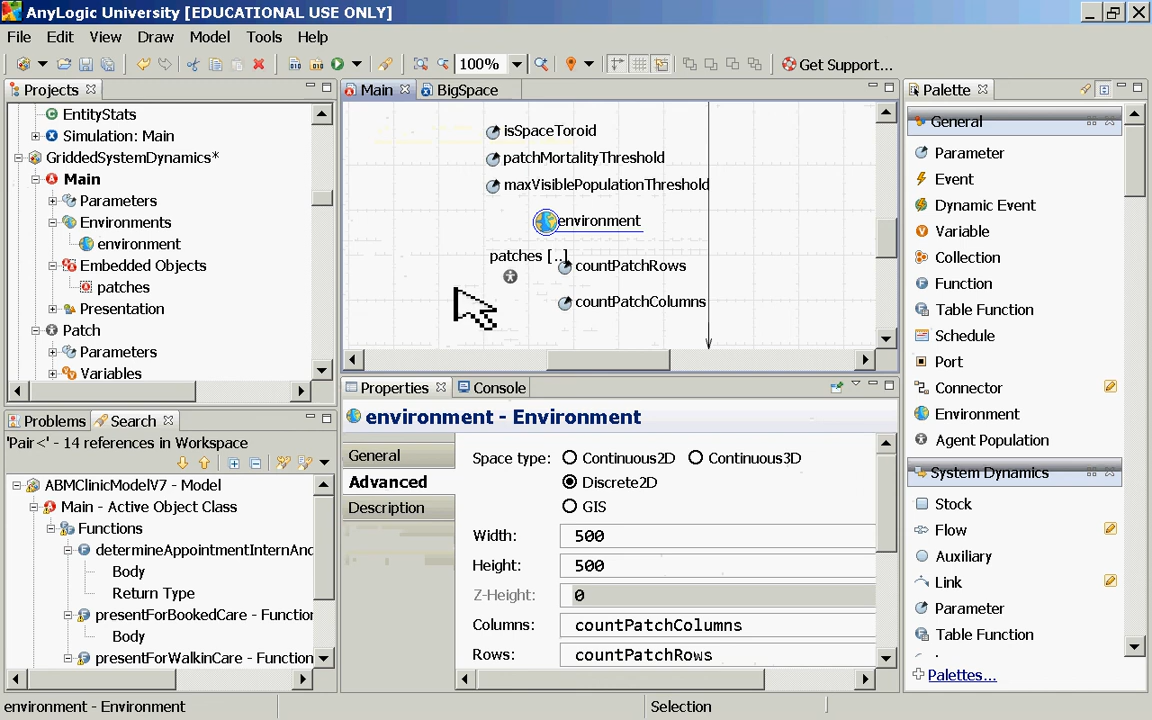 AnyLogic University [EDUCATIONAL USE ONLY]
File Edit View Draw Model Tools Help
100% Get Support...
Projects
EntityStats
Simulation: Main
GriddedSystemDynamics*
Main
Parameters
Environments
environment
Embedded Objects
patches
Presentation
Patch
Parameters
Variables
Problems Search
'Pair<' - 14 references in Workspace
ABMClinicModelV7 - Model
Main - Active Object Class
Functions
determineAppointmentInternAnd
Body
Return Type
presentForBookedCare - Function
Body
presentForWalkinCare - Function
Main BigSpace
isSpaceToroid
patchMortalityThreshold
maxVisiblePopulationThreshold
environment
patches [..]
countPatchRows
countPatchColumns
Properties Console
environment - Environment
General
Advanced
Description
Space type: Continuous2D Continuous3D
Discrete2D
GIS
Width: 500
Height: 500
Z-Height: 0
Columns: countPatchColumns
Rows: countPatchRows
Palette
General
Parameter
Event
Dynamic Event
Variable
Collection
Function
Table Function
Schedule
Port
Connector
Environment
Agent Population
System Dynamics
Stock
Flow
Auxiliary
Link
Parameter
Table Function
Palettes...
environment - Environment
Selection